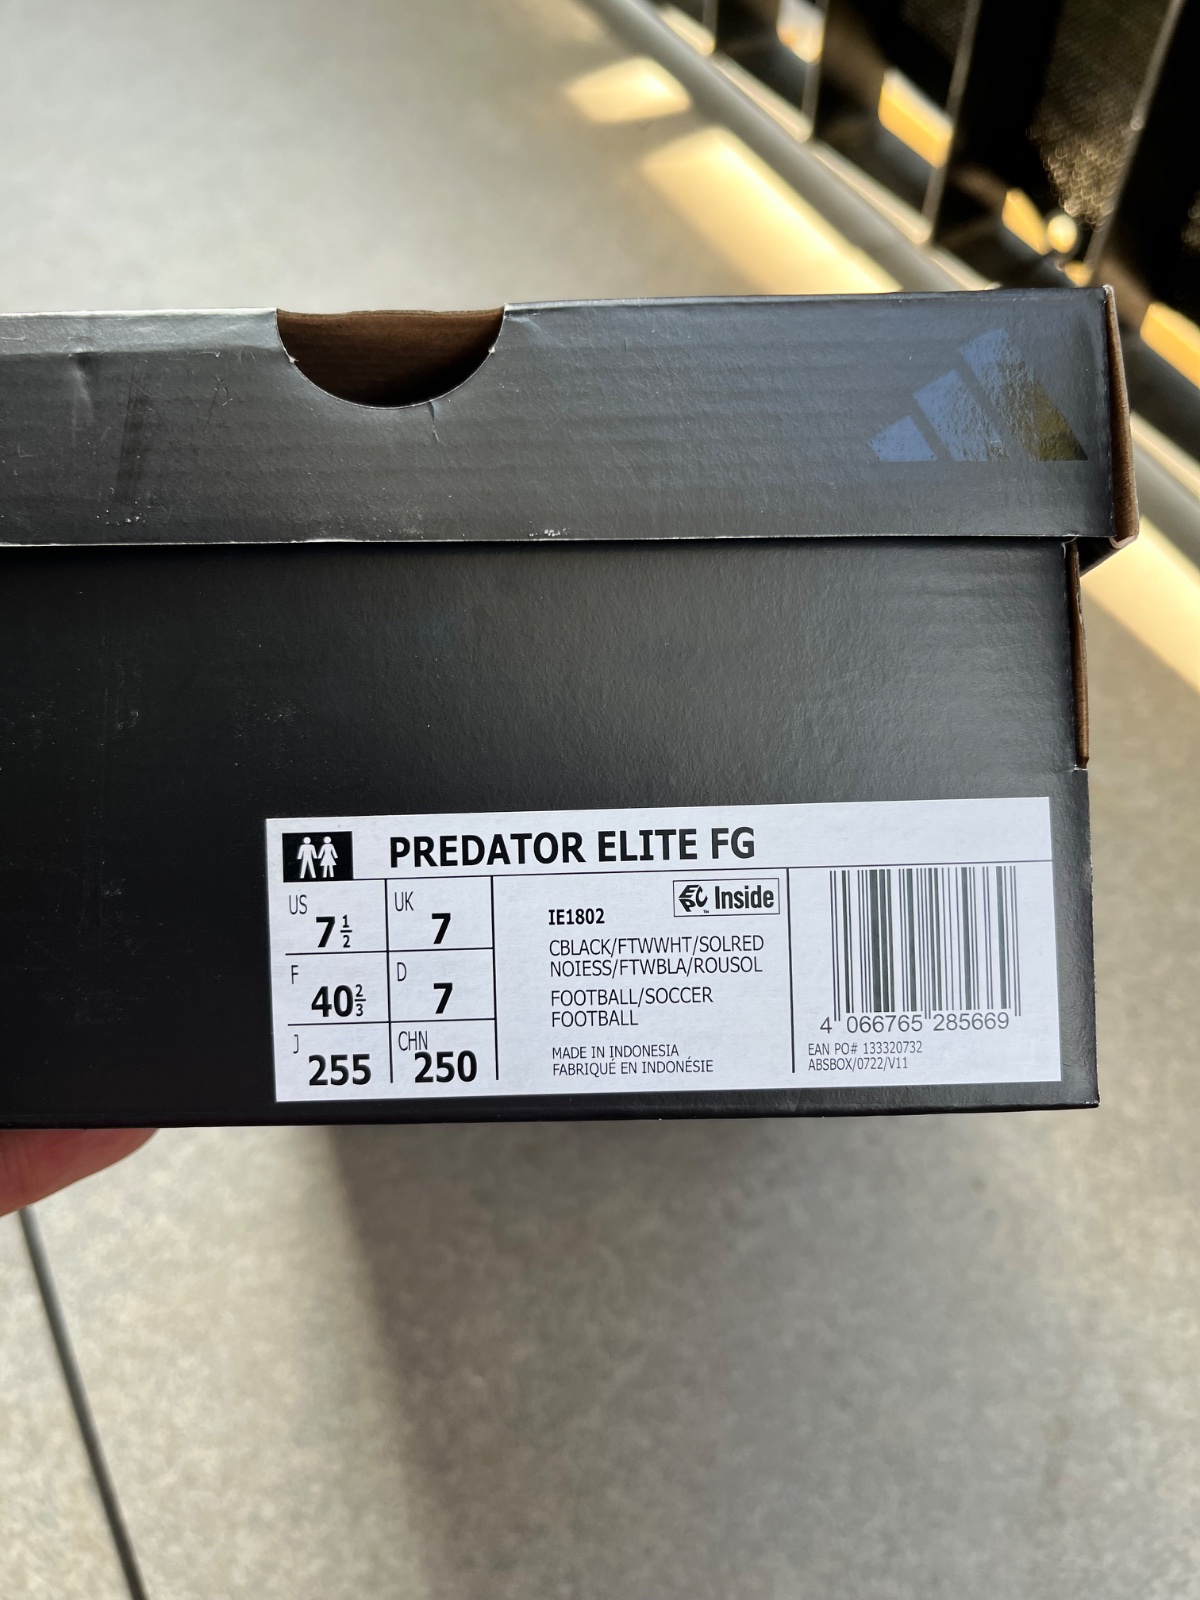 PREDATOR ELITE FG
US 7 1/2
UK 7
F 40 2/3
D 7
J 255
CHN 250
EPC Inside
™
IE1802
CBLACK/FTWWHT/SOLRED
NOIESS/FTWBLA/ROUSOL
FOOTBALL/SOCCER
FOOTBALL
MADE IN INDONESIA
FABRIQUÉ EN INDONÉSIE
4 066765 285669
EAN PO# 133320732
ABSBOX/0722/V11